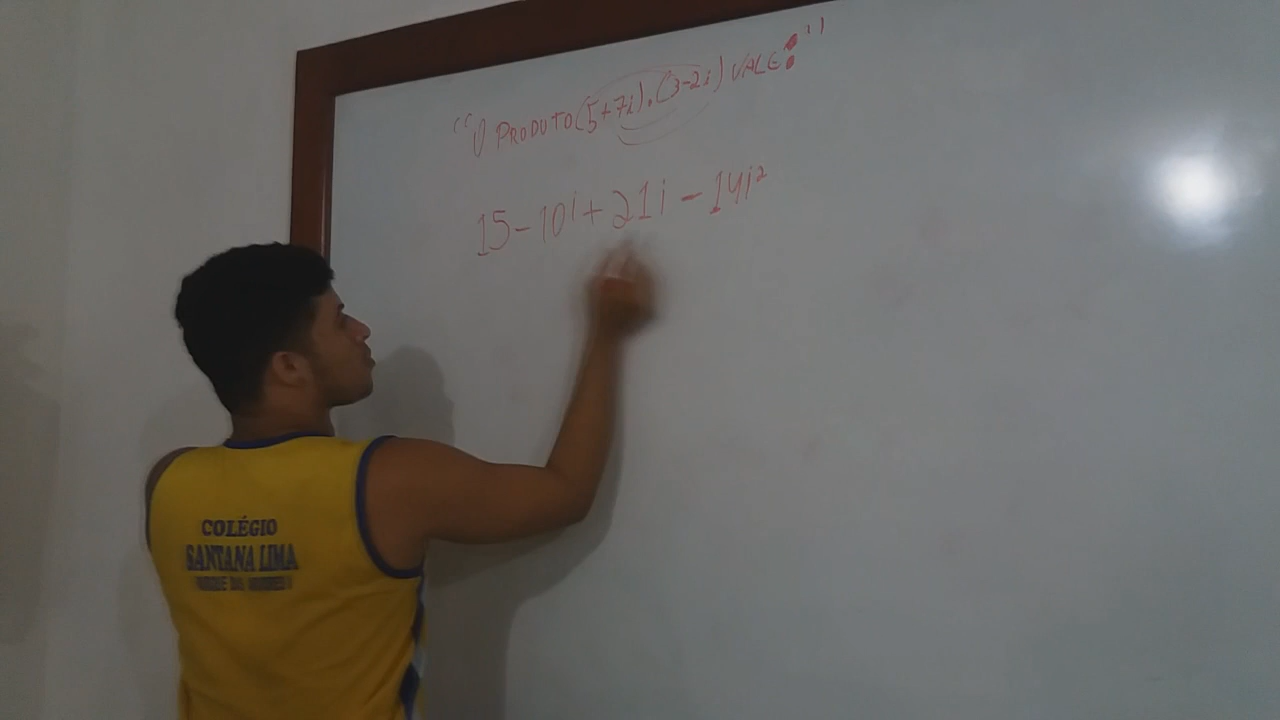 “O PRODUTO (5+7i).(3-2i) VALE:”
15-10i+21i-14i²
COLÉGIO
SANTANA LIMA